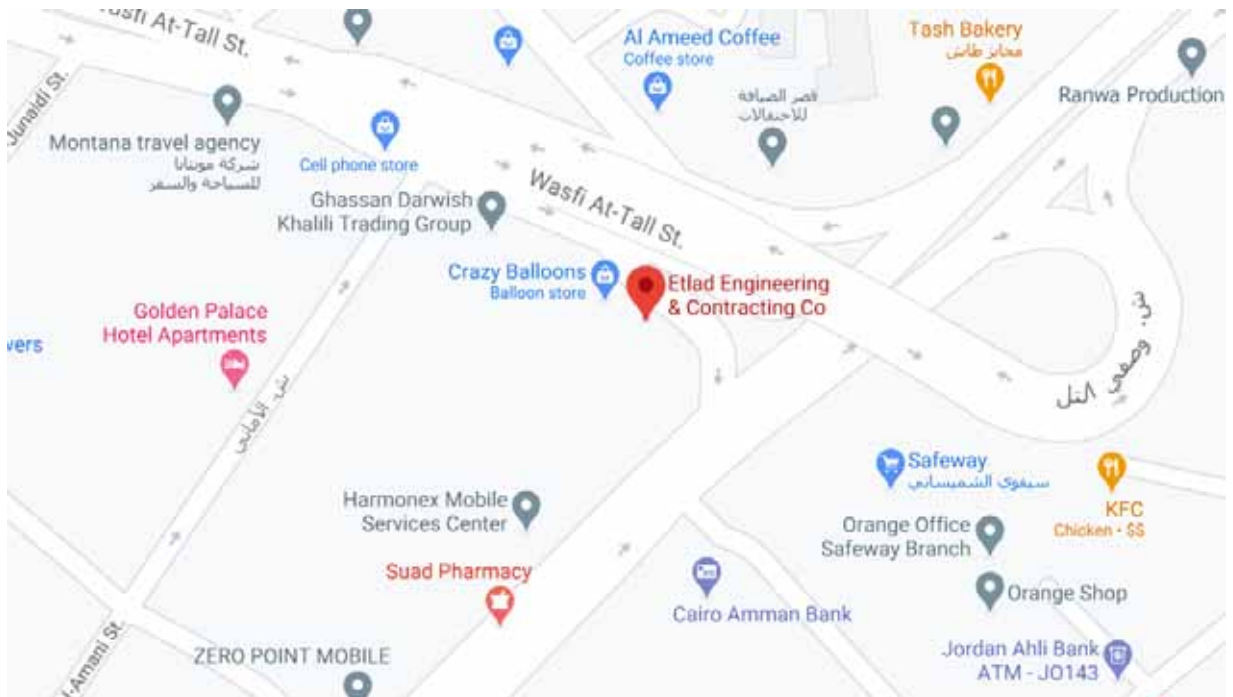 Wasfi At-Tall St.
Al Ameed Coffee
Coffee store
Tash Bakery
مخابز طاش
Ranwa Production
Junaidi St.
Montana travel agency
شركة مونتانا
للسياحة والسفر
Cell phone store
قصر الضيافة
للاحتفالات
Wasfi At-Tall St.
Ghassan Darwish
Khalili Trading Group
Crazy Balloons
Balloon store
Etlad Engineering
& Contracting Co
Golden Palace
Hotel Apartments
vers
ش. وصفي التل
ش. الأماني
Safeway
سيفوي الشميساني
KFC
Chicken • $$
Harmonex Mobile
Services Center
Orange Office
Safeway Branch
Suad Pharmacy
Cairo Amman Bank
Orange Shop
l-Amani St.
ZERO POINT MOBILE
Jordan Ahli Bank
ATM - JO143